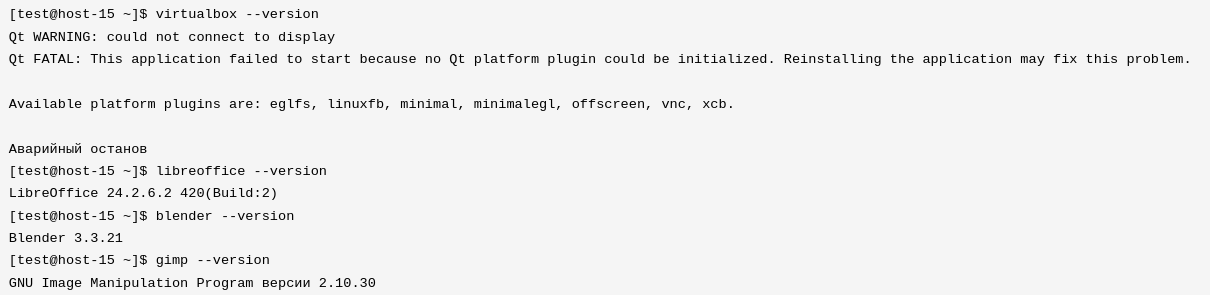 [test@host-15 ~]$ virtualbox --version
Qt WARNING: could not connect to display
Qt FATAL: This application failed to start because no Qt platform plugin could be initialized. Reinstalling the application may fix this problem.
Available platform plugins are: eglfs, linuxfb, minimal, minimalegl, offscreen, vnc, xcb.
Аварийный останов
[test@host-15 ~]$ libreoffice --version
LibreOffice 24.2.6.2 420(Build:2)
[test@host-15 ~]$ blender --version
Blender 3.3.21
[test@host-15 ~]$ gimp --version
GNU Image Manipulation Program версии 2.10.30